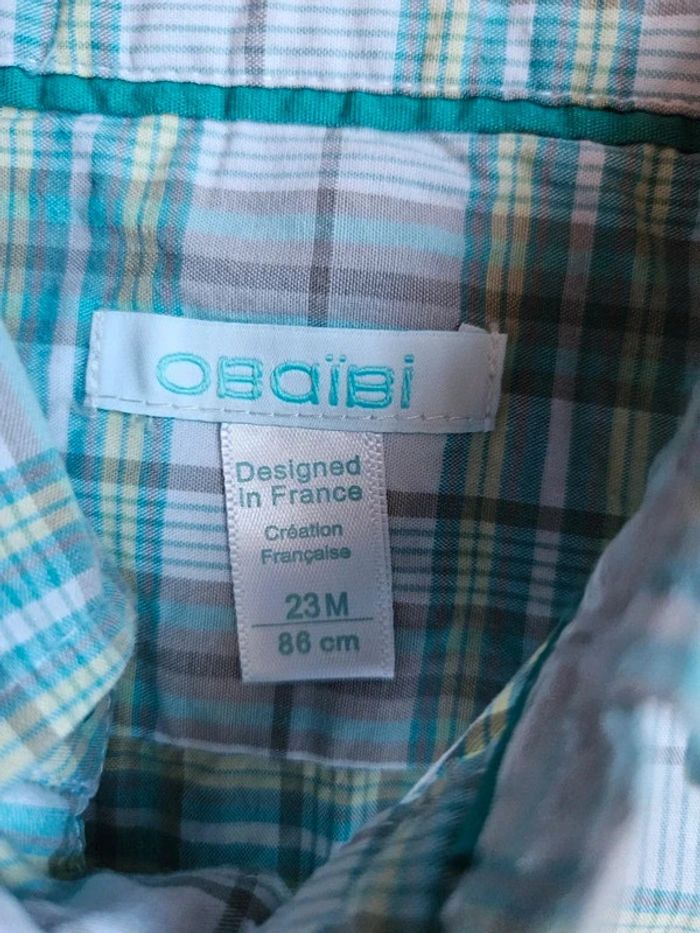 OBaïBi
Designed
in France
Création
Française
23 M
86 cm